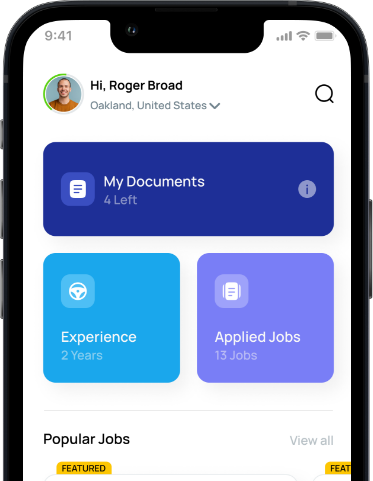 9:41
Hi, Roger Broad
Oakland, United States
My Documents
4 Left
i
Experience
2 Years
Applied Jobs
13 Jobs
Popular Jobs
View all
FEATURED
FEAT